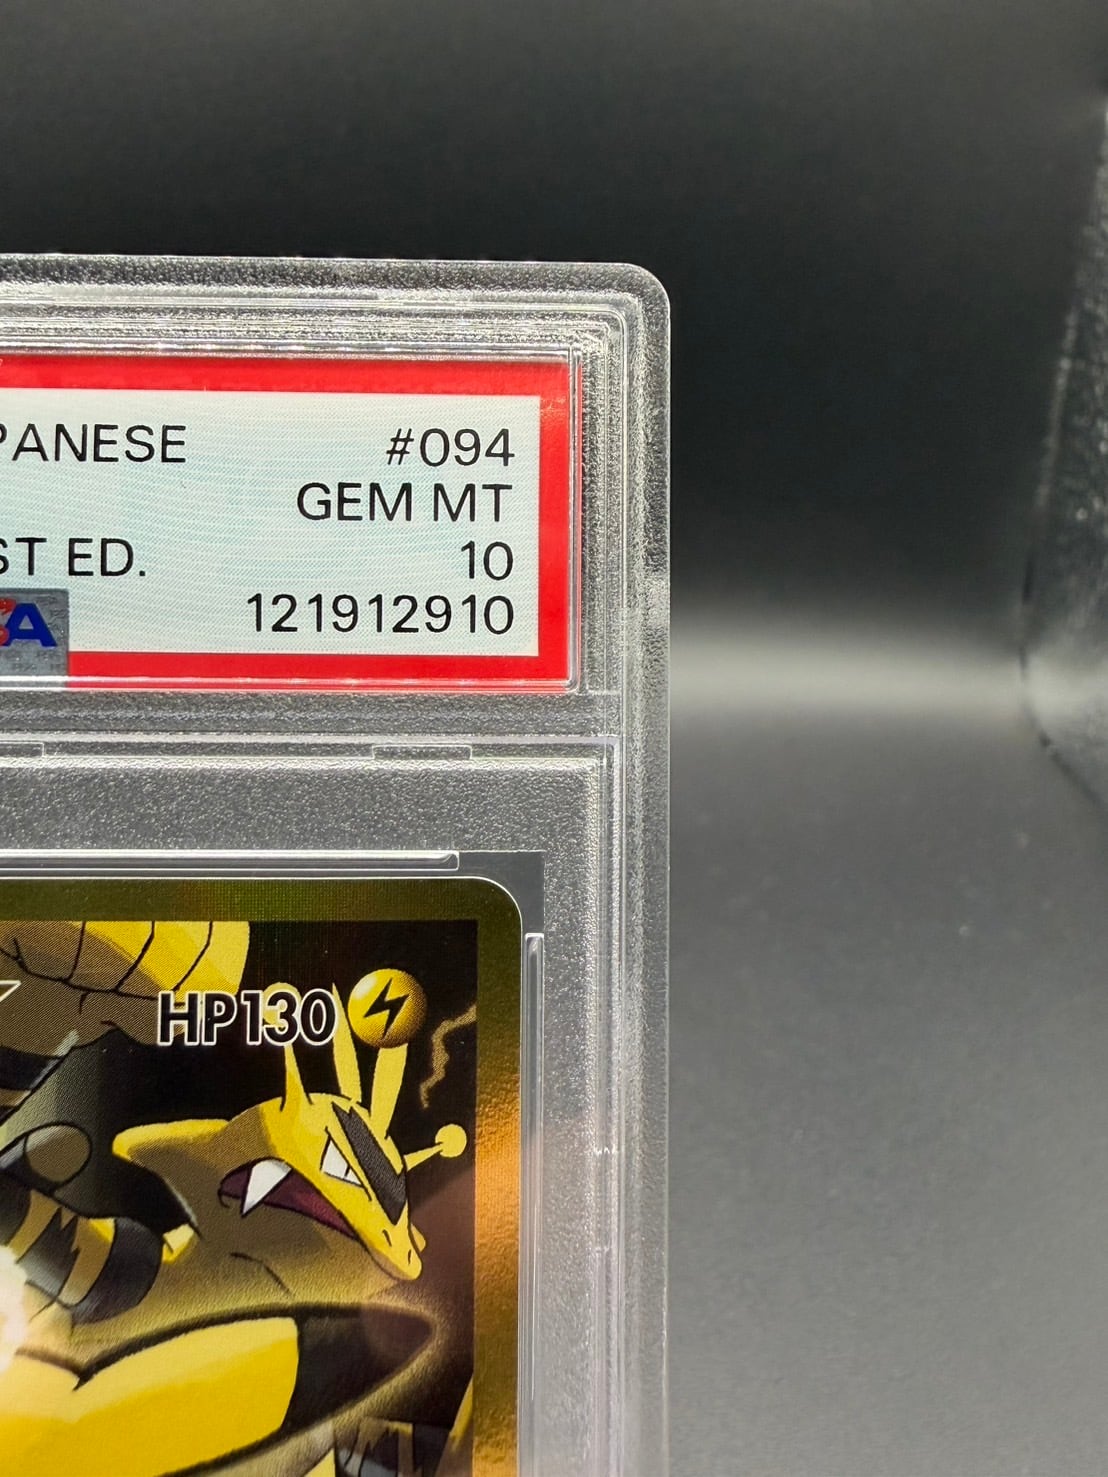 PANESE #094
GEM MT
ST ED. 10
121912910
HP130